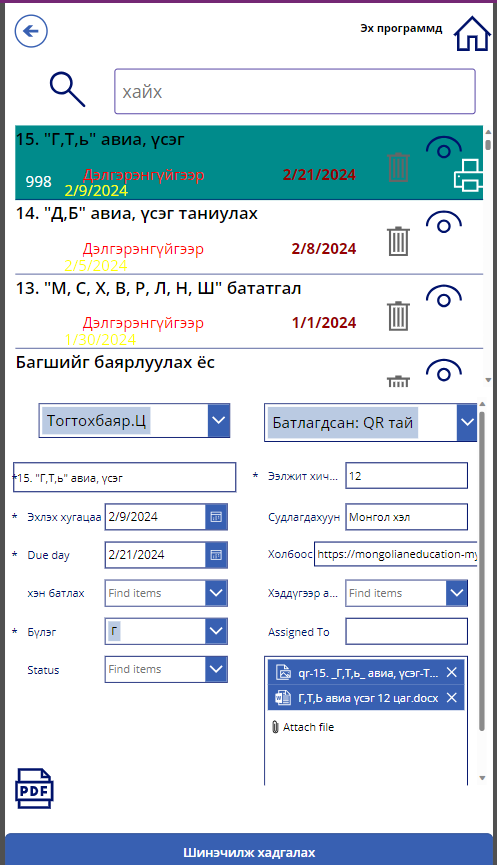 Эх программд
хайх
15. "Г,Т,ь" авиа, үсэг
998 Дэлгэрэнгүйгээр 2/21/2024
2/9/2024
14. "Д,Б" авиа, үсэг таниулах
Дэлгэрэнгүйгээр 2/8/2024
2/5/2024
13. "М, С, Х, В, Р, Л, Н, Ш" бататгал
Дэлгэрэнгүйгээр 1/1/2024
1/30/2024
Багшийг баярлуулах ёс
Тогтохбаяр.Ц Батлагдсан: QR тай
*15. "Г,Т,ь" авиа, үсэг * Ээлжит хич... 12
* Эхлэх хугацаа 2/9/2024 Судлагдахуун Монгол хэл
* Due day 2/21/2024 Холбоос https://mongolianeducation-my
хэн батлах Find items Хэддүгээр а... Find items
* Бүлэг Г Assigned To
Status Find items
qr-15. _Г,Т,ь_ авиа, үсэг-Т...
Г,Т,Ь авиа үсэг 12 цаг.docx
Attach file
PDF
Шинэчилж хадгалах